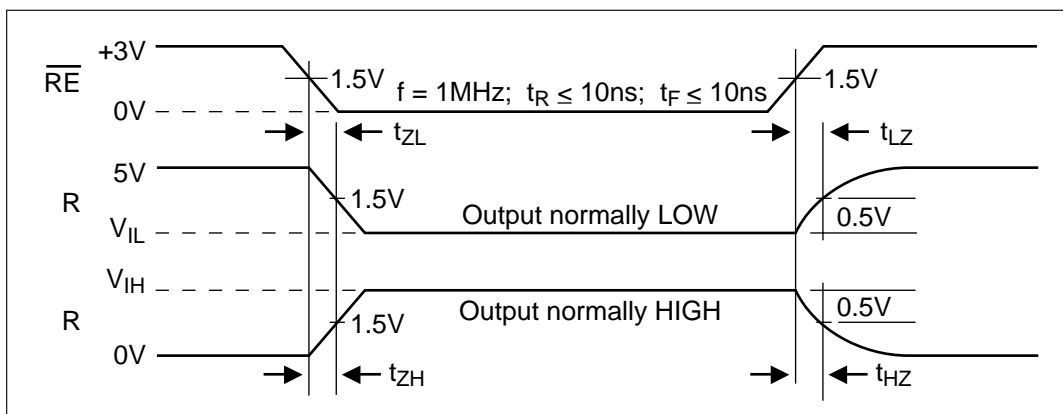 +3V
RE
0V
1.5V
f = 1MHz; tR ≤ 10ns; tF ≤ 10ns
1.5V
tZL
tLZ
5V
R
VIL
1.5V
Output normally LOW
0.5V
VIH
R
0V
1.5V
Output normally HIGH
0.5V
tZH
tHZ